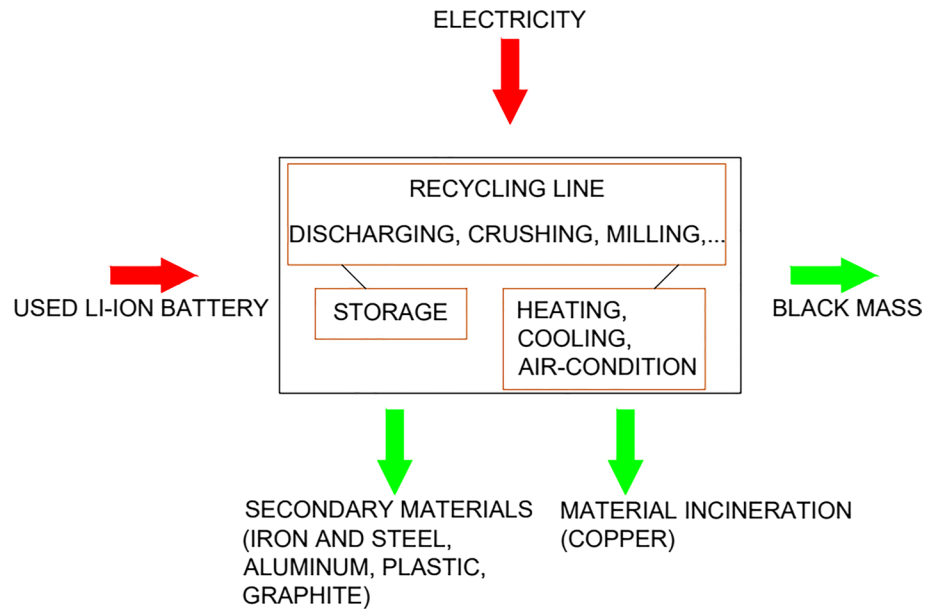 ELECTRICITY
RECYCLING LINE
DISCHARGING, CRUSHING, MILLING,...
USED LI-ION BATTERY
STORAGE
HEATING,
COOLING,
AIR-CONDITION
BLACK MASS
SECONDARY MATERIALS
(IRON AND STEEL,
ALUMINUM, PLASTIC,
GRAPHITE)
MATERIAL INCINERATION
(COPPER)